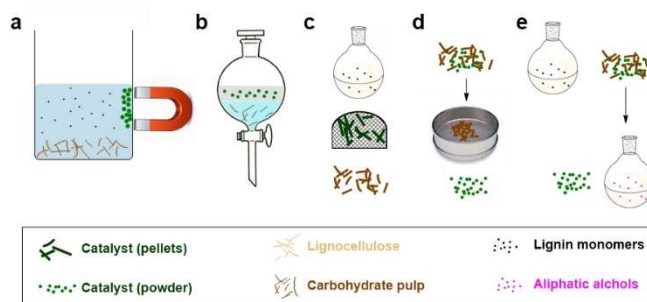 a
b
c
d
e
Catalyst (pellets)
Lignocellulose
Lignin monomers
Catalyst (powder)
Carbohydrate pulp
Aliphatic alchols